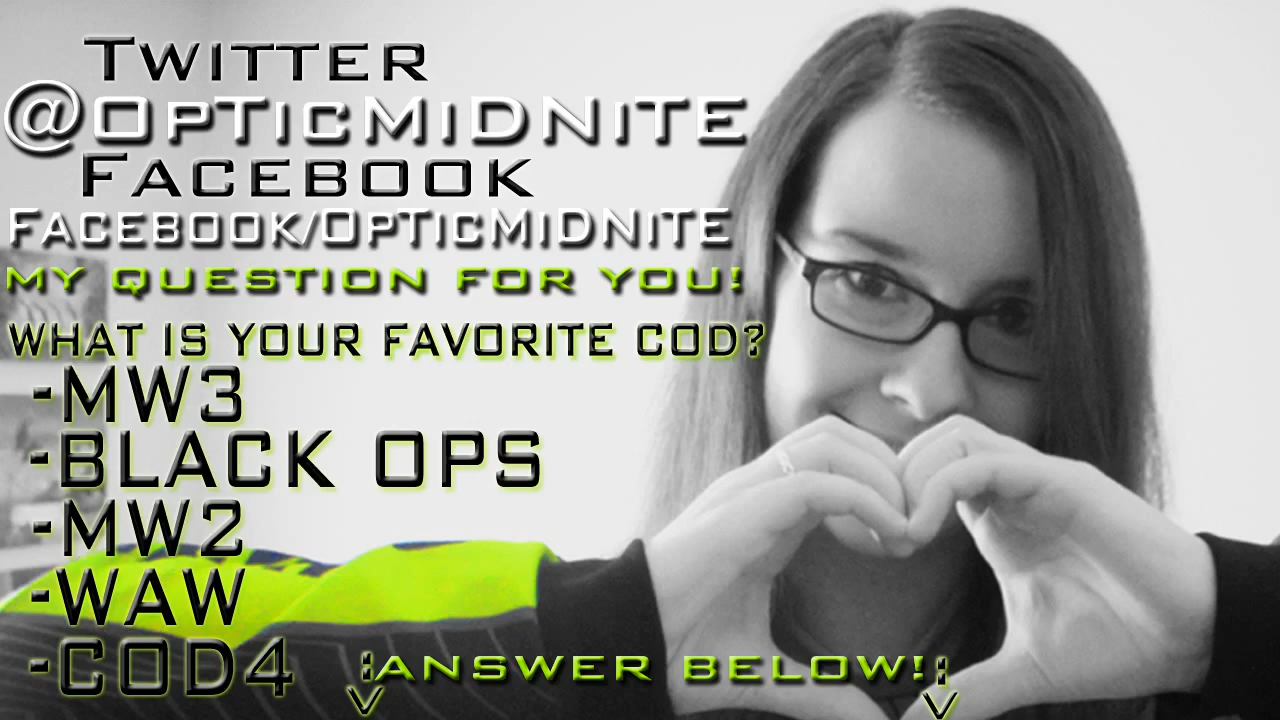 TWITTER
@OPTICMIDNITE
FACEBOOK
FACEBOOK/OPTICMIDNITE
MY QUESTION FOR YOU!
WHAT IS YOUR FAVORITE COD?
-MW3
-BLACK OPS
-MW2
-WAW
-COD4
ANSWER BELOW!